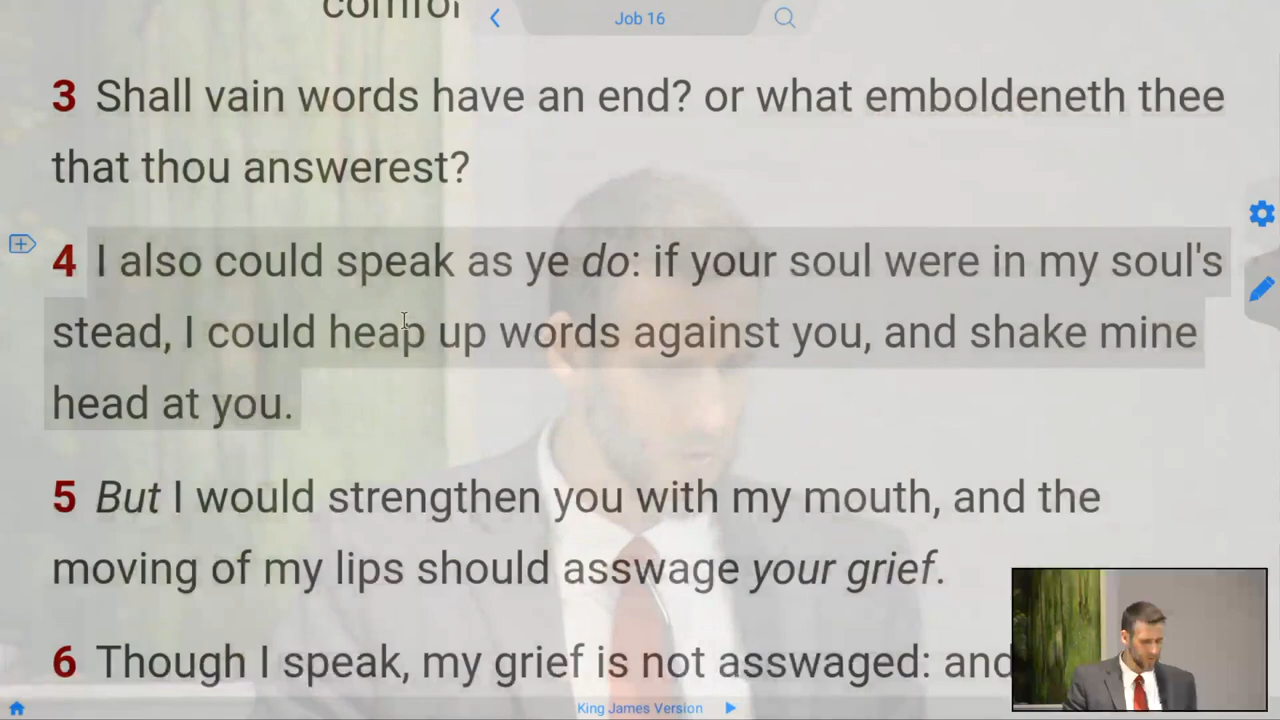 Job 16
3 Shall vain words have an end? or what emboldeneth thee
that thou answerest?
4 I also could speak as ye do: if your soul were in my soul's
stead, I could heap up words against you, and shake mine
head at you.
5 But I would strengthen you with my mouth, and the
moving of my lips should asswage your grief.
6 Though I speak, my grief is not asswaged: and
King James Version